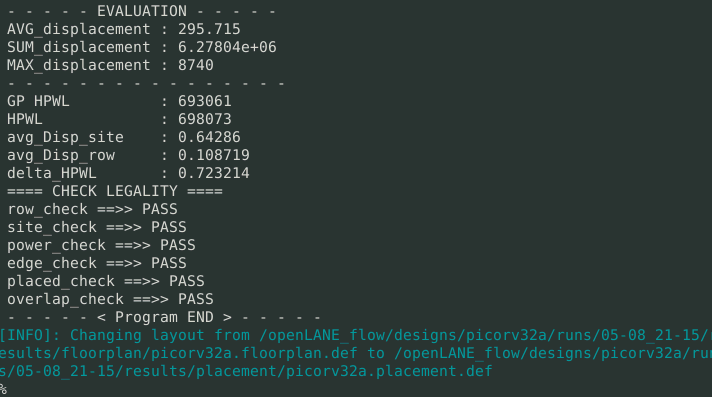 - - - - - EVALUATION - - - - -
AVG_displacement : 295.715
SUM_displacement : 6.27804e+06
MAX_displacement : 8740
- - - - - - - - - - - - - - - -
GP HPWL          : 693061
HPWL             : 698073
avg_Disp_site    : 0.64286
avg_Disp_row     : 0.108719
delta_HPWL       : 0.723214
==== CHECK LEGALITY ====
row_check ==>> PASS
site_check ==>> PASS
power_check ==>> PASS
edge_check ==>> PASS
placed_check ==>> PASS
overlap_check ==>> PASS
- - - - - < Program END > - - - - -
[INFO]: Changing layout from /openLANE_flow/designs/picorv32a/runs/05-08_21-15/r
esults/floorplan/picorv32a.floorplan.def to /openLANE_flow/designs/picorv32a/run
s/05-08_21-15/results/placement/picorv32a.placement.def
%